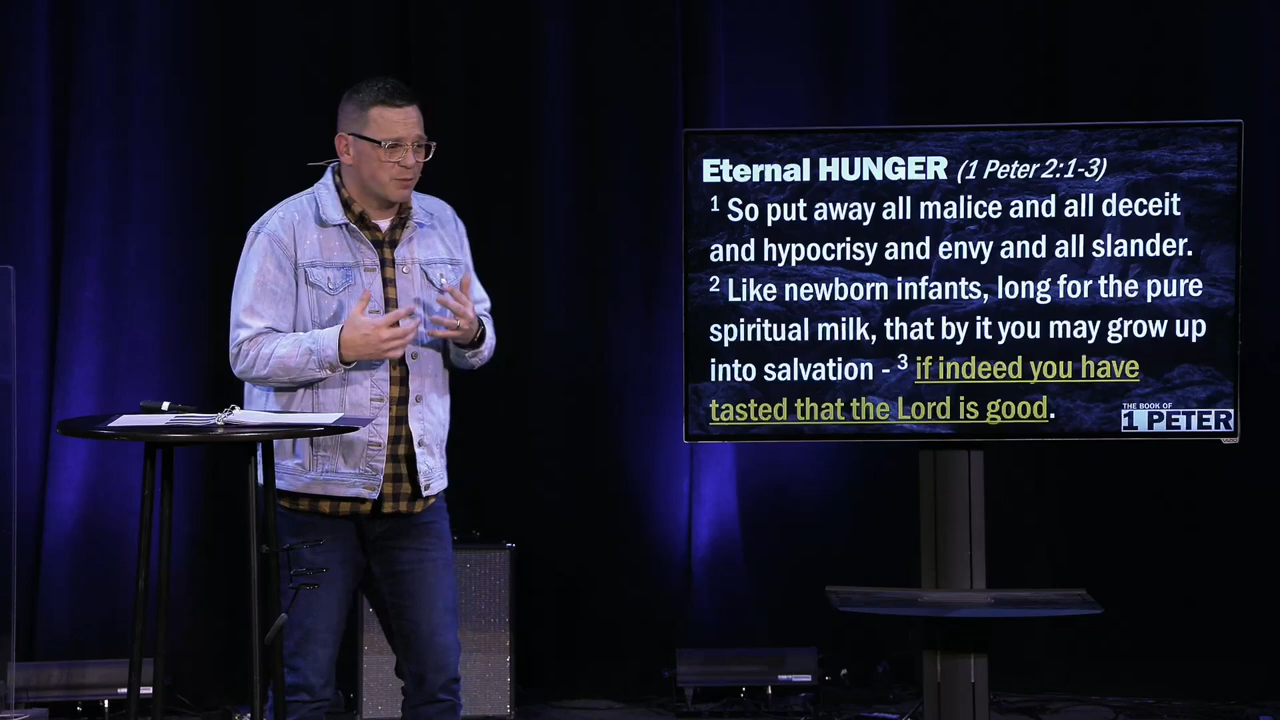 Eternal HUNGER (1 Peter 2:1-3)
1 So put away all malice and all deceit
and hypocrisy and envy and all slander.
2 Like newborn infants, long for the pure
spiritual milk, that by it you may grow up
into salvation - 3 if indeed you have
tasted that the Lord is good.
THE BOOK OF
1 PETER